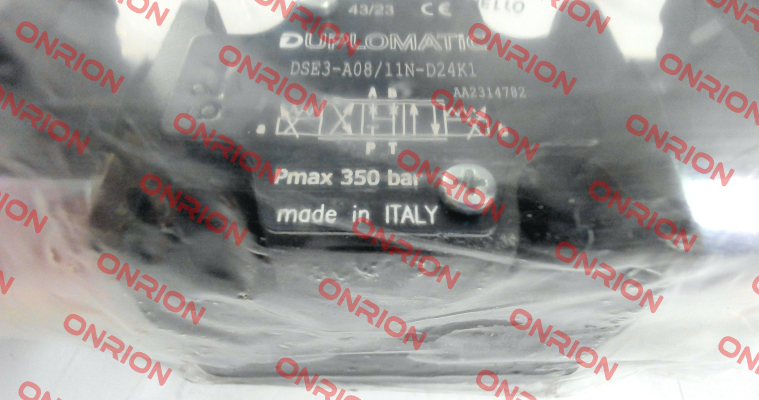 43/23 CE
DUPLOMATIC
DSE3-A08/11N-D24K1
AA2314782
A B
a b
P T
Pmax 350 bar
made in ITALY
ONRION